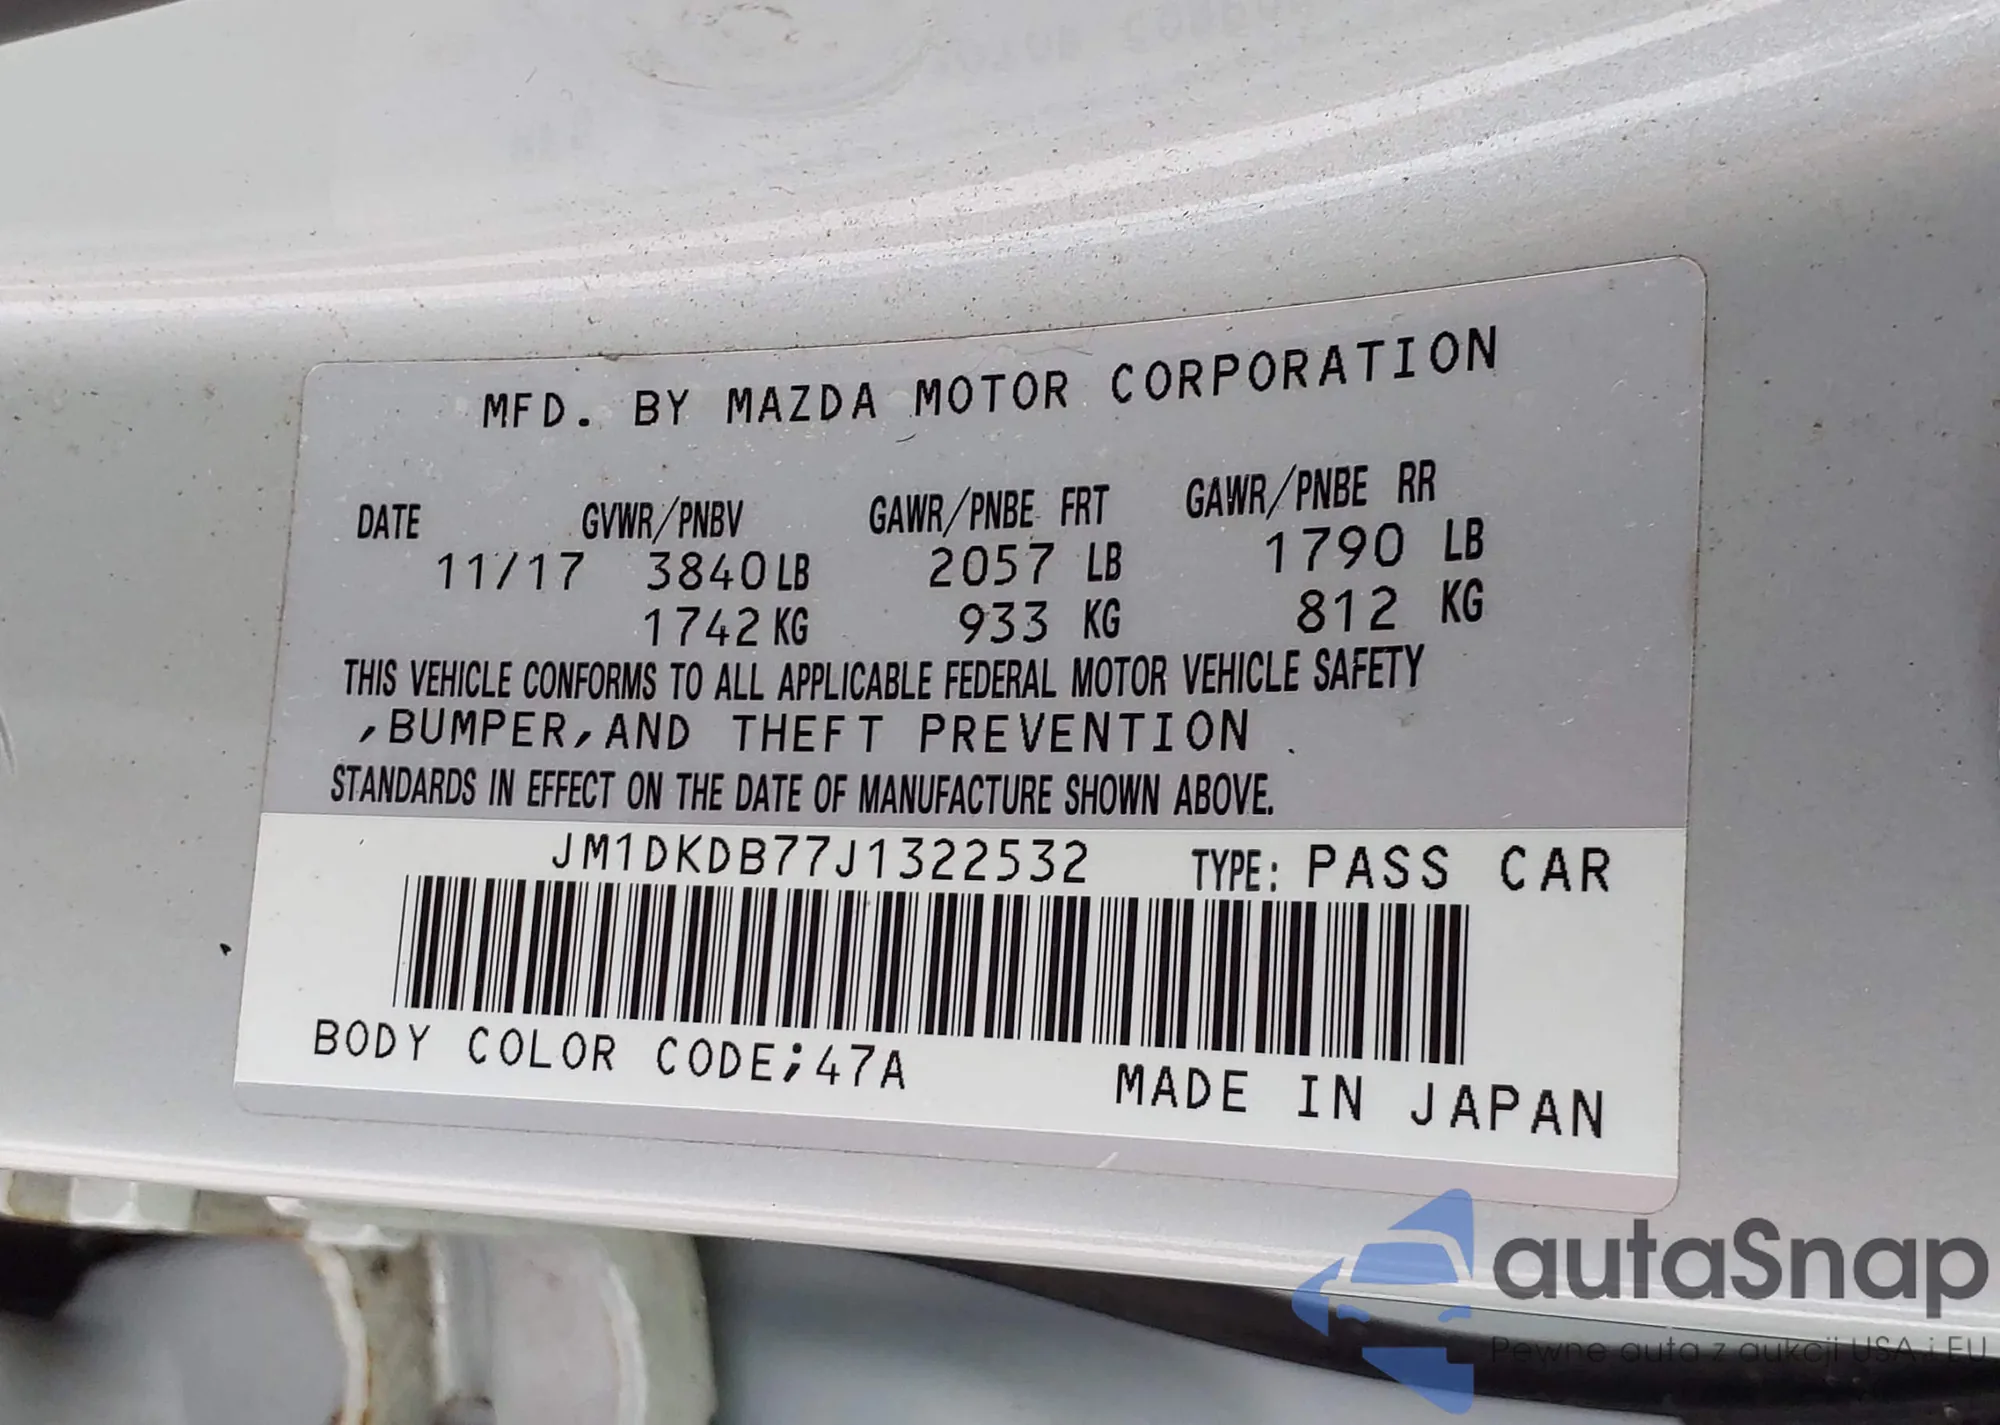 MFD. BY MAZDA MOTOR CORPORATION
DATE GVWR/PNBV GAWR/PNBE FRT GAWR/PNBE RR
11/17 3840 LB 2057 LB 1790 LB
1742 KG 933 KG 812 KG
THIS VEHICLE CONFORMS TO ALL APPLICABLE FEDERAL MOTOR VEHICLE SAFETY
,BUMPER,AND THEFT PREVENTION .
STANDARDS IN EFFECT ON THE DATE OF MANUFACTURE SHOWN ABOVE.
JM1DKDB77J1322532 TYPE: PASS CAR
BODY COLOR CODE;47A MADE IN JAPAN
autaSnap
Pewne auta z aukcji USA i EU